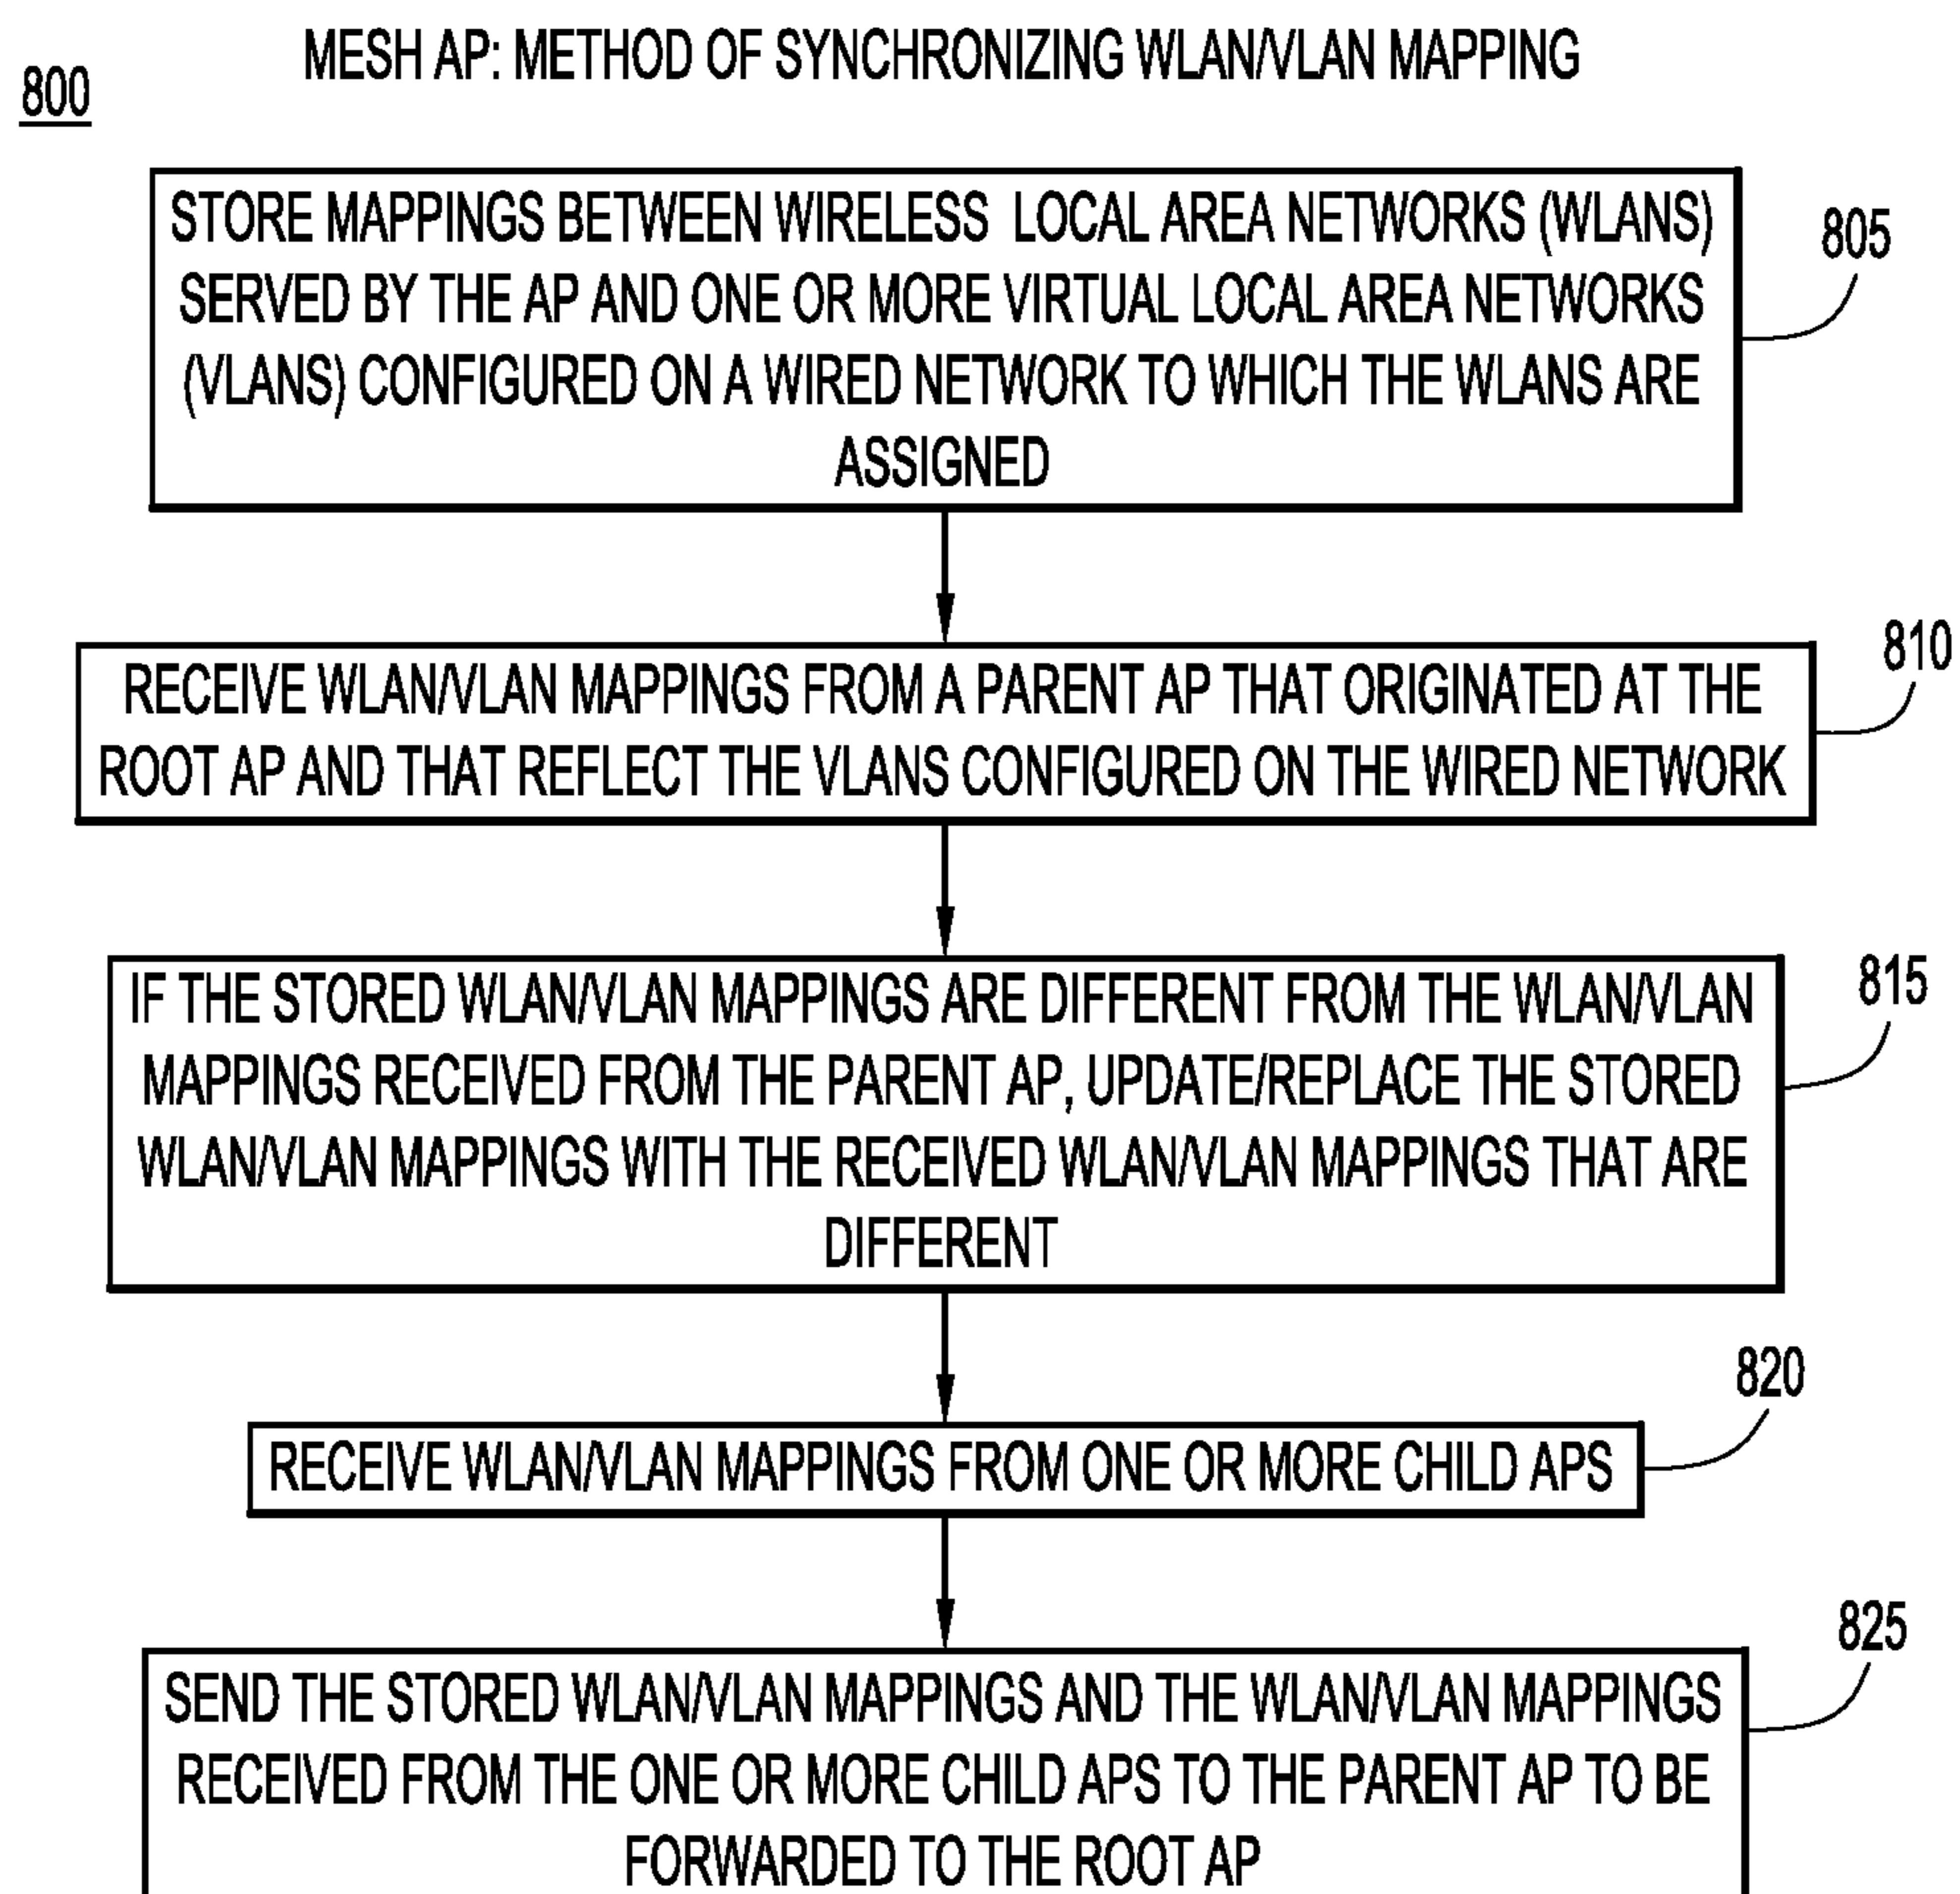 MESH AP: METHOD OF SYNCHRONIZING WLAN/VLAN MAPPING
800
STORE MAPPINGS BETWEEN WIRELESS LOCAL AREA NETWORKS (WLANS)
SERVED BY THE AP AND ONE OR MORE VIRTUAL LOCAL AREA NETWORKS
(VLANS) CONFIGURED ON A WIRED NETWORK TO WHICH THE WLANS ARE
ASSIGNED
805
RECEIVE WLAN/VLAN MAPPINGS FROM A PARENT AP THAT ORIGINATED AT THE
ROOT AP AND THAT REFLECT THE VLANS CONFIGURED ON THE WIRED NETWORK
810
IF THE STORED WLAN/VLAN MAPPINGS ARE DIFFERENT FROM THE WLAN/VLAN
MAPPINGS RECEIVED FROM THE PARENT AP, UPDATE/REPLACE THE STORED
WLAN/VLAN MAPPINGS WITH THE RECEIVED WLAN/VLAN MAPPINGS THAT ARE
DIFFERENT
815
RECEIVE WLAN/VLAN MAPPINGS FROM ONE OR MORE CHILD APS
820
SEND THE STORED WLAN/VLAN MAPPINGS AND THE WLAN/VLAN MAPPINGS
RECEIVED FROM THE ONE OR MORE CHILD APS TO THE PARENT AP TO BE
FORWARDED TO THE ROOT AP
825